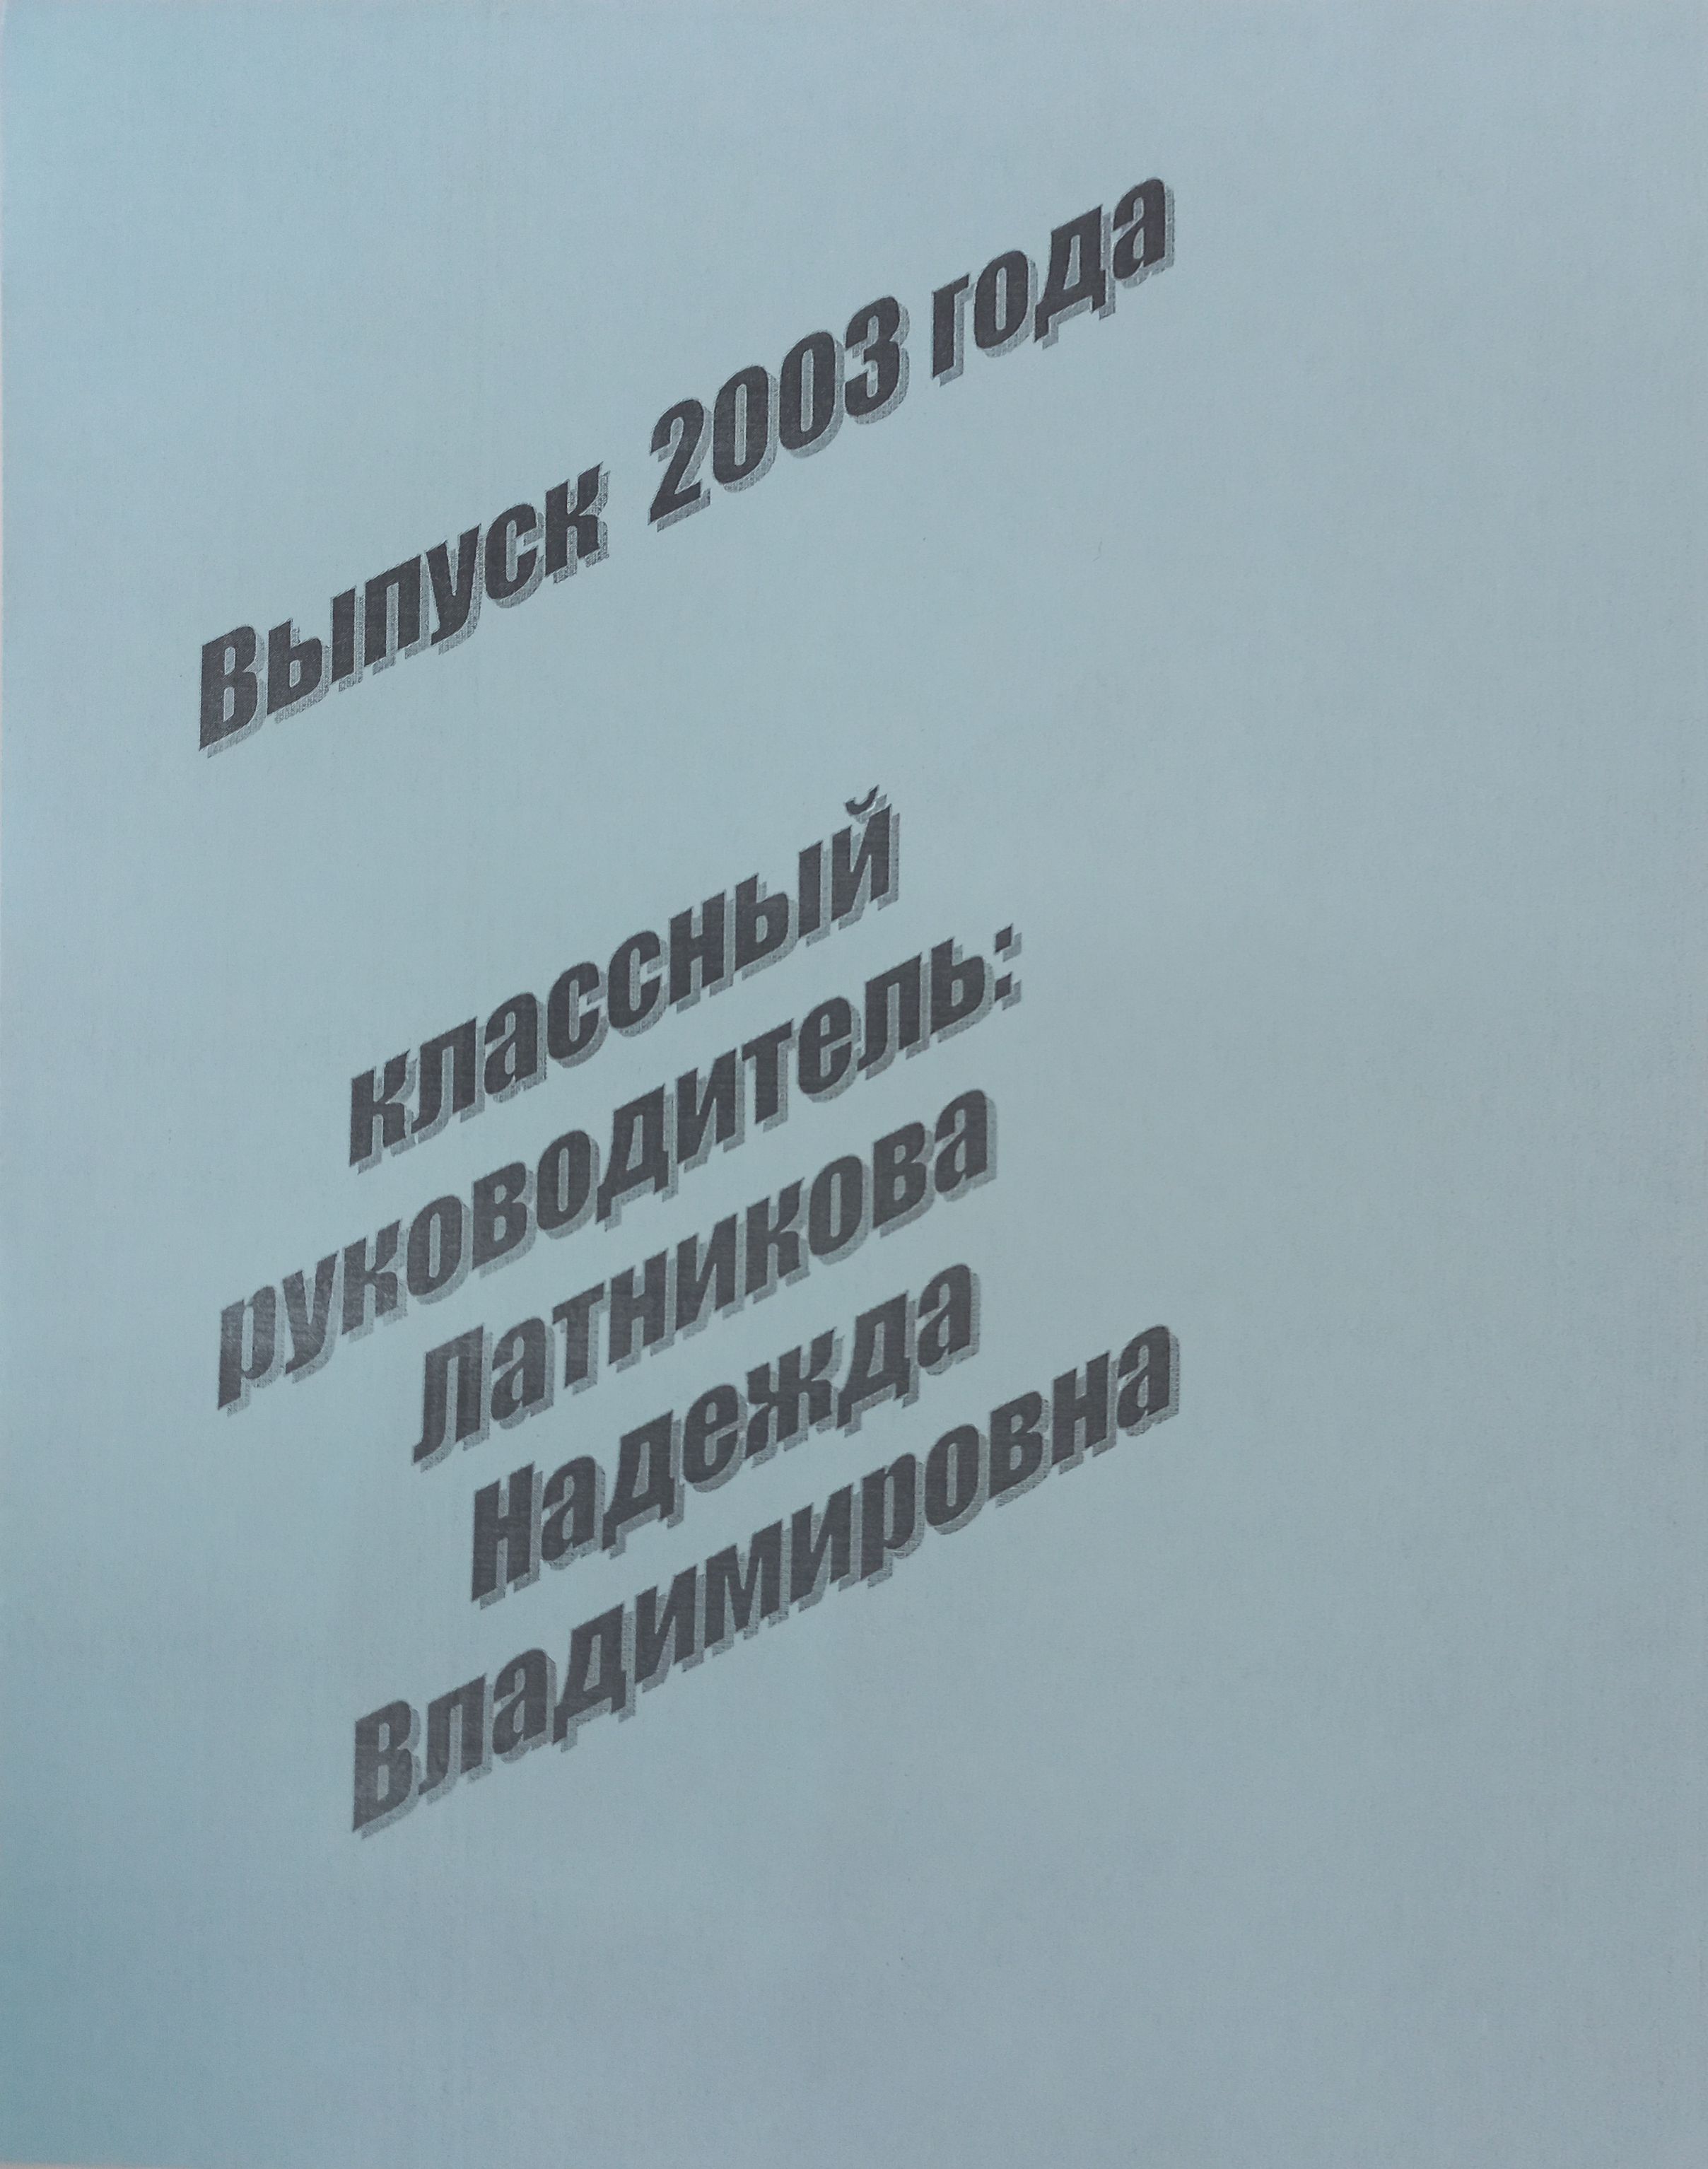 Выпуск 2003 года
классный
руководитель:
Латникова
Надежда
Владимировна